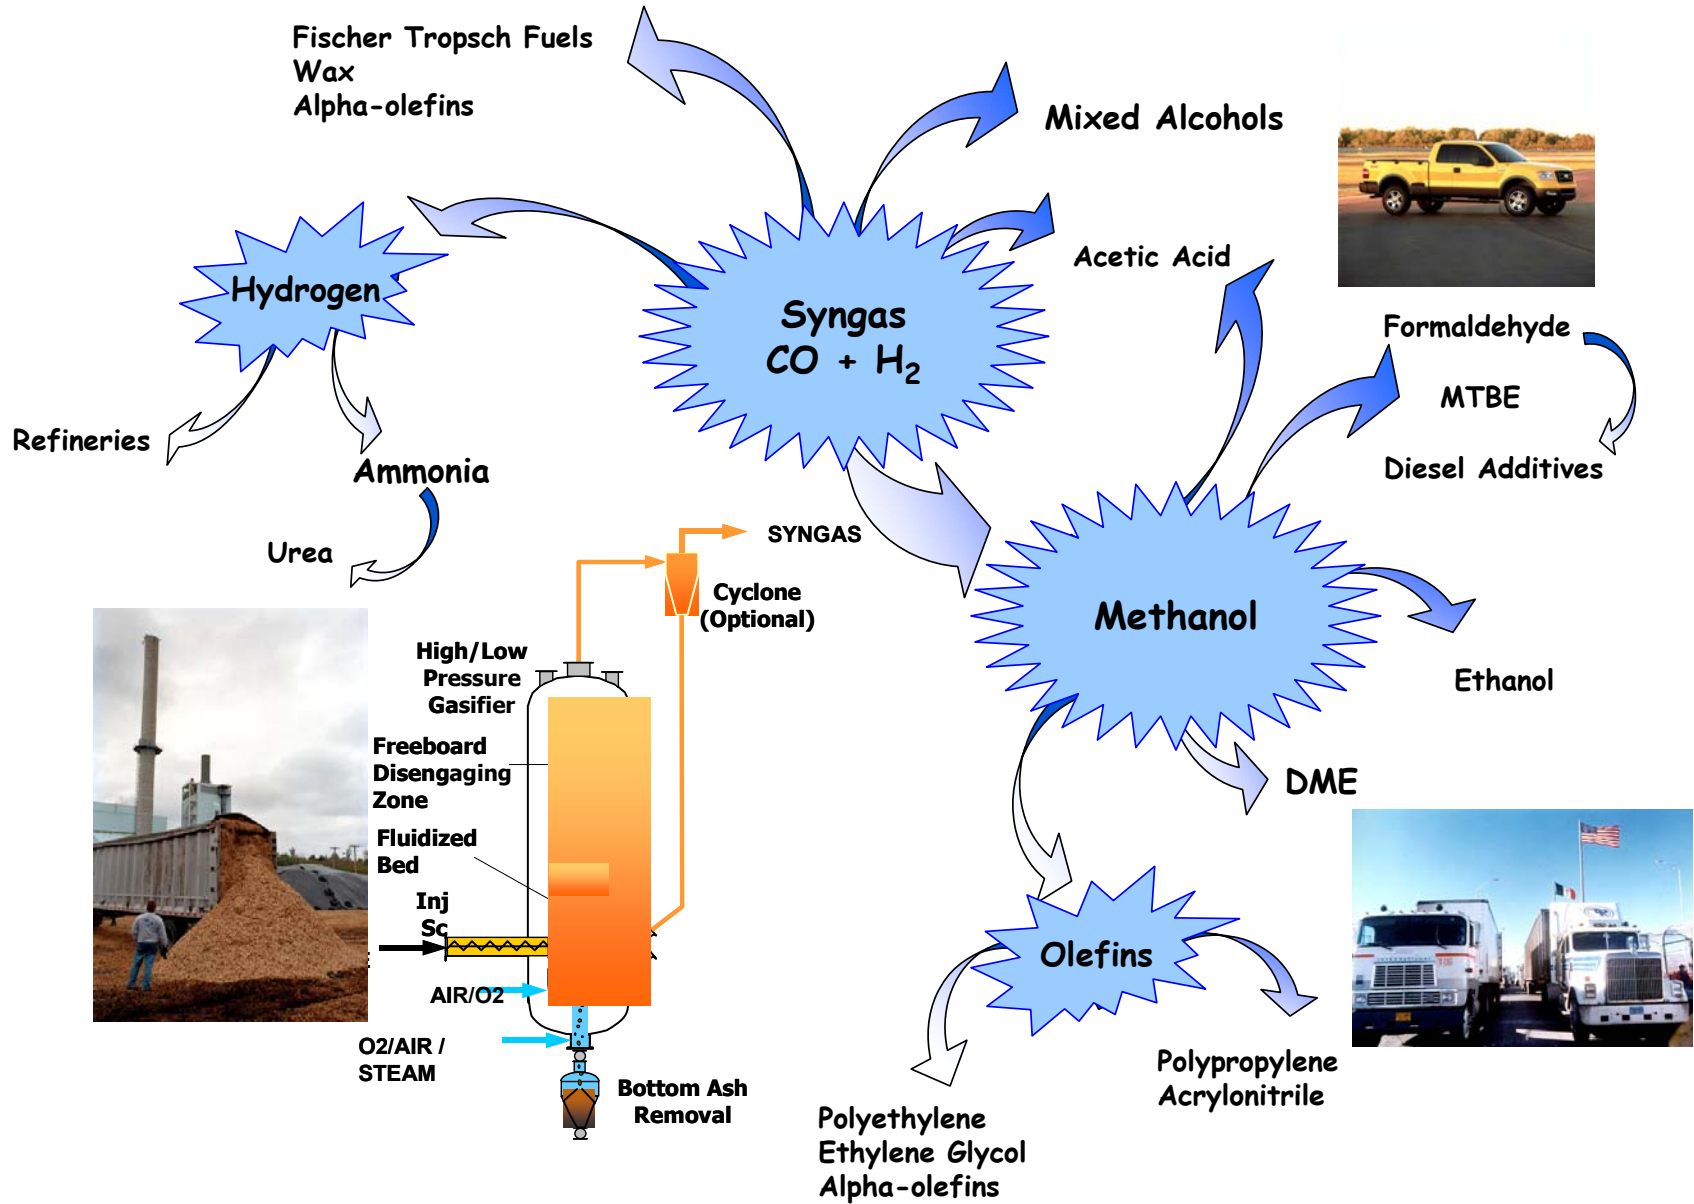 Fischer Tropsch Fuels
Wax
Alpha-olefins
Mixed Alcohols
Acetic Acid
Hydrogen
Syngas
CO + H₂
Formaldehyde
MTBE
Diesel Additives
Refineries
Ammonia
Urea
SYNGAS
Cyclone
(Optional)
Methanol
High/Low
Pressure
Gasifier
Ethanol
Freeboard
Disengaging
Zone
DME
Fluidized
Bed
Inj
Sc
Olefins
AIR/O2
O2/AIR /
STEAM
Bottom Ash
Removal
Polypropylene
Acrylonitrile
Polyethylene
Ethylene Glycol
Alpha-olefins